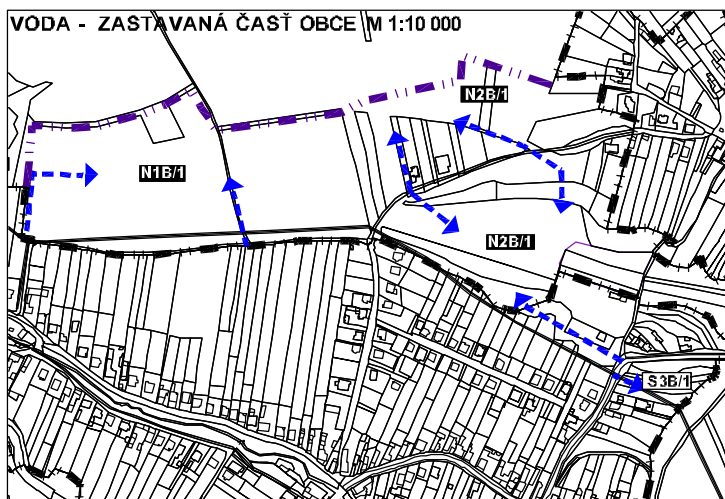 VODA - ZASTAVANÁ ČASŤ OBCE M 1:10 000
N2B/1
N1B/1
N2B/1
S3B/1